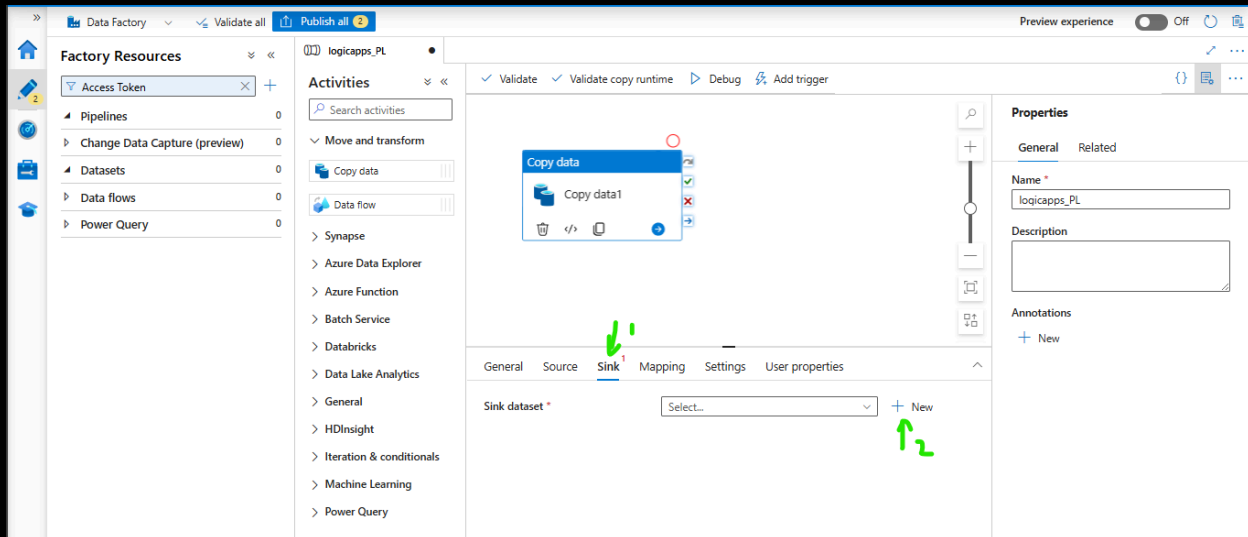 »
Data Factory
Validate all
Publish all 2
Preview experience
Off
2
Factory Resources
Access Token
Pipelines 0
Change Data Capture (preview) 0
Datasets 0
Data flows 0
Power Query 0
logicapps_PL
Activities
Search activities
Move and transform
Copy data
Data flow
Synapse
Azure Data Explorer
Azure Function
Batch Service
Databricks
Data Lake Analytics
General
HDInsight
Iteration & conditionals
Machine Learning
Power Query
Validate
Validate copy runtime
Debug
Add trigger
{}
Copy data
Copy data1
</>
1
General
Source
Sink 1
Mapping
Settings
User properties
Sink dataset *
Select...
New
2
Properties
General
Related
Name *
logicapps_PL
Description
Annotations
New